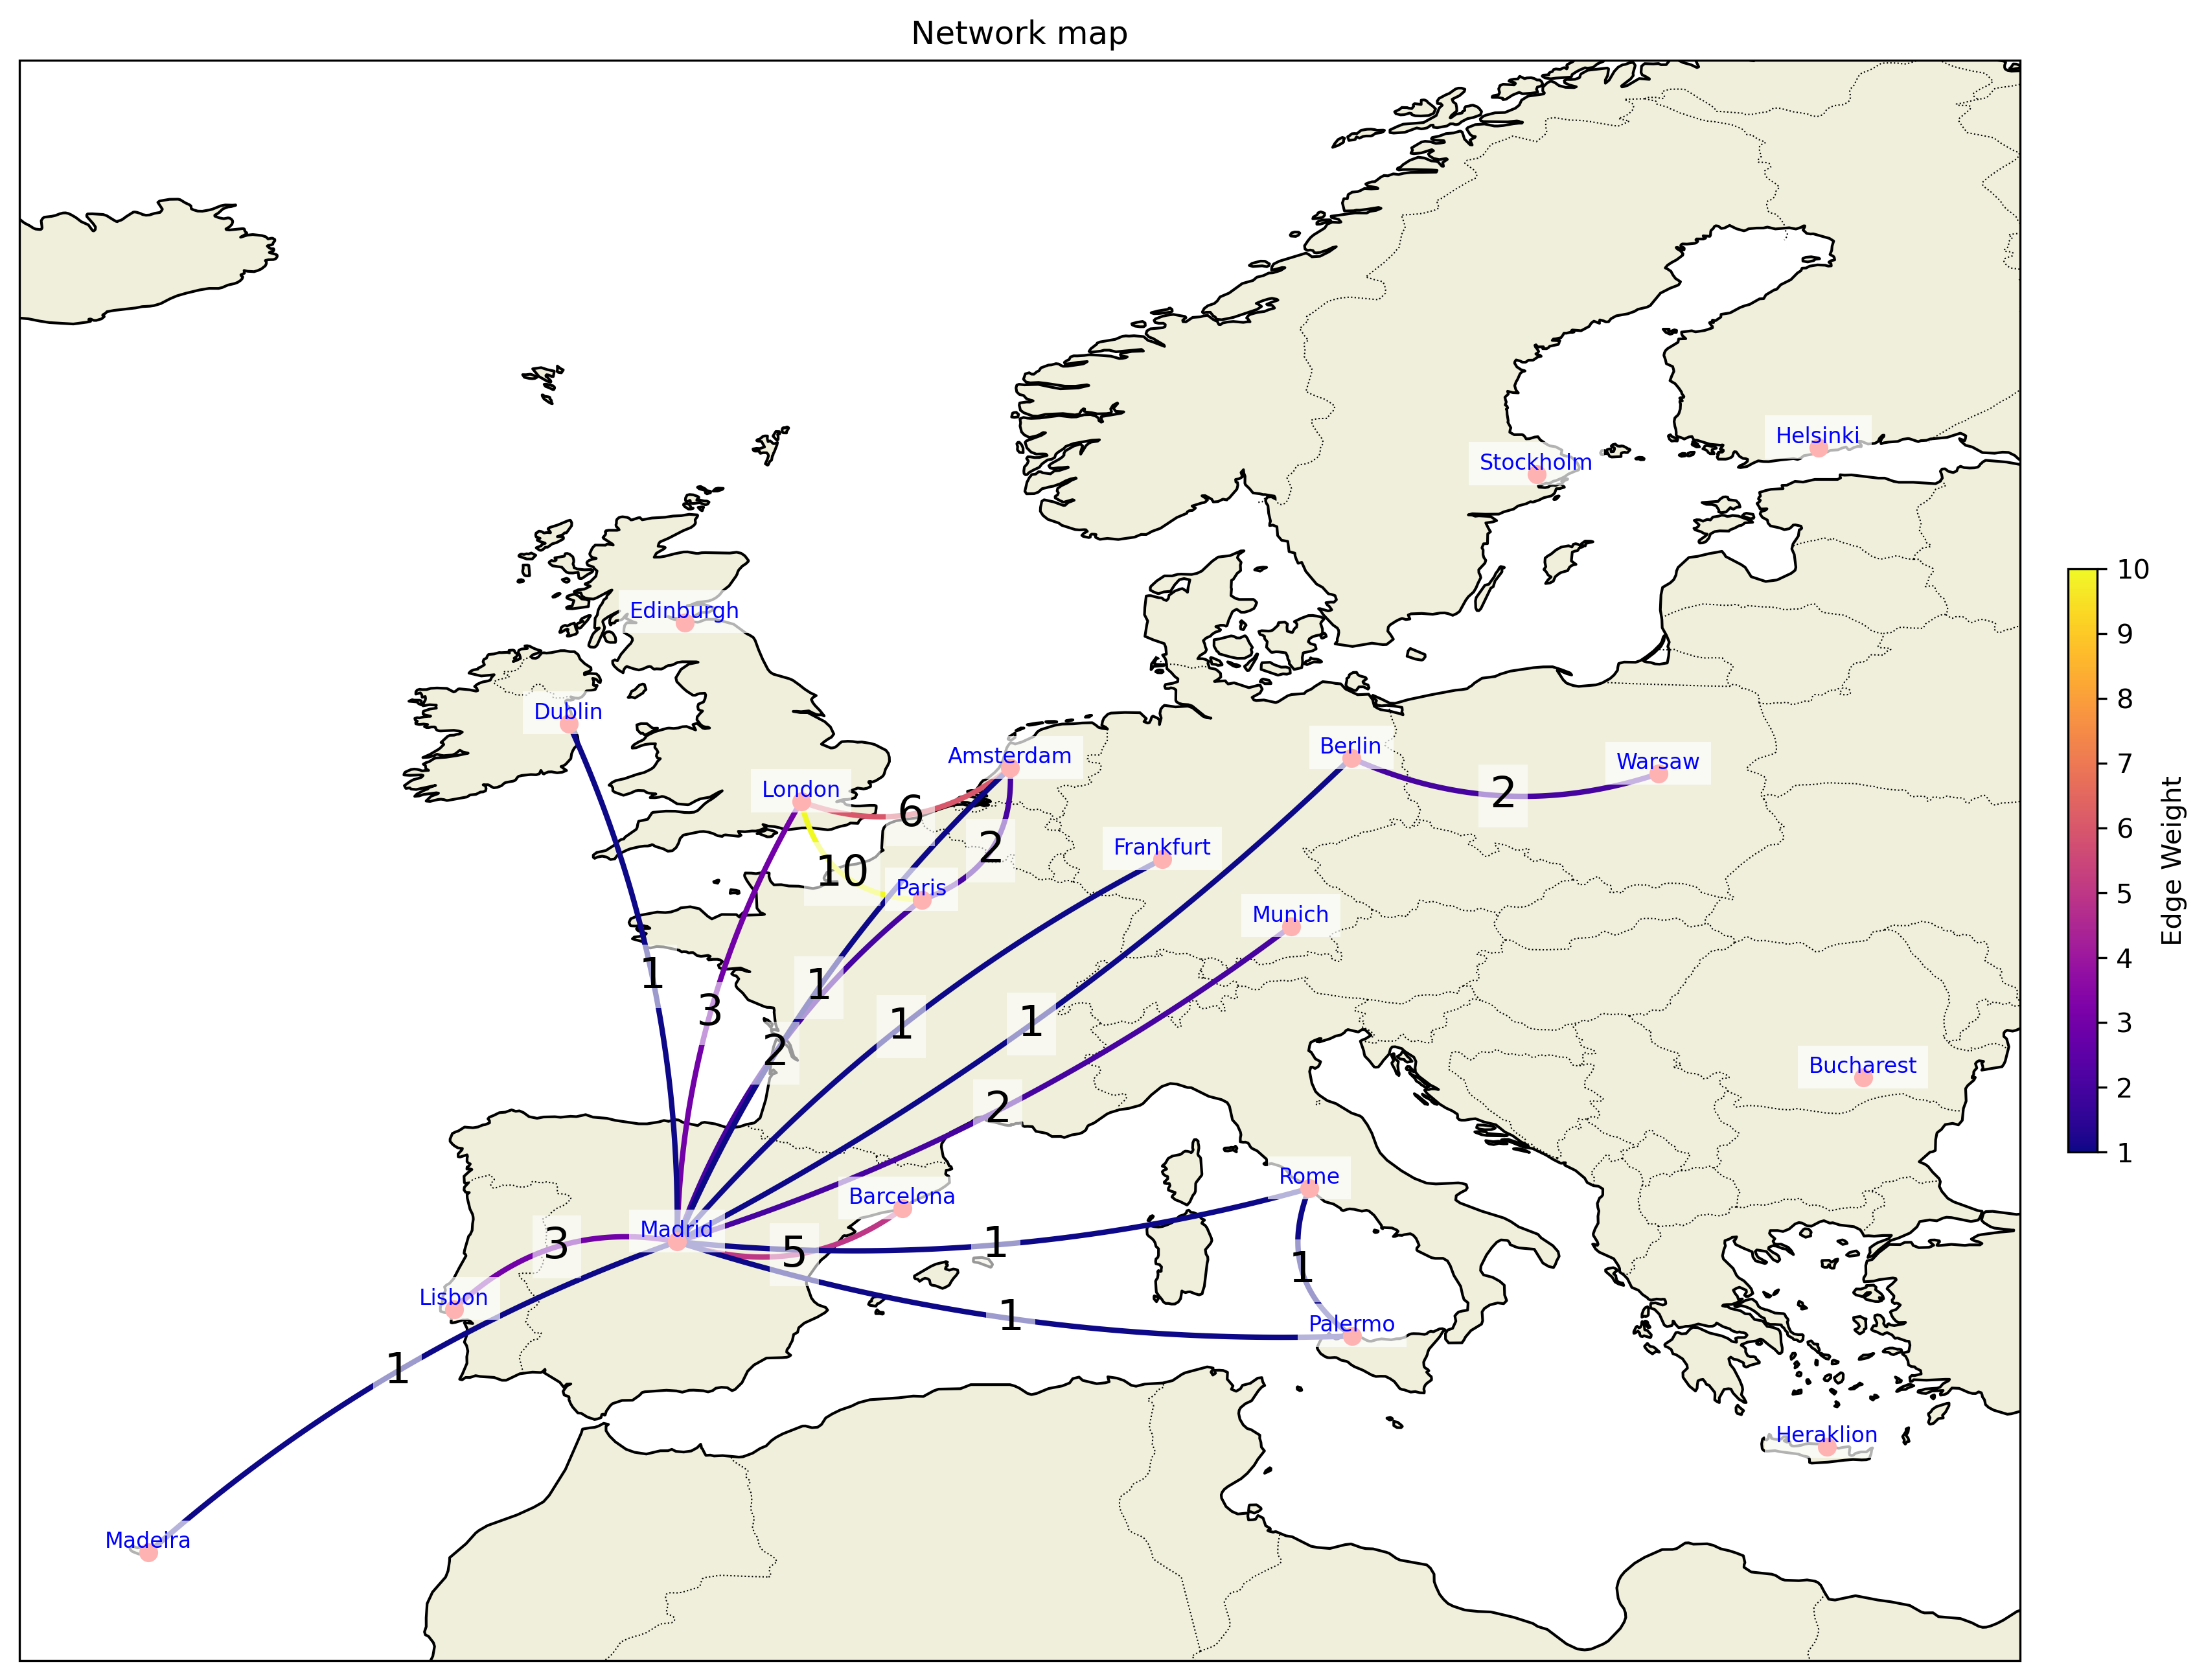 Network map
Helsinki
Stockholm
Edinburgh
Dublin
Amsterdam
Berlin
Warsaw
London
6
2
2
Frankfurt
10
Paris
Munich
1
1
3
1
1
2
Bucharest
2
Rome
Barcelona
Madrid
3
5
1
1
Lisbon
1
Palermo
1
Heraklion
Madeira
10
9
8
7
6
5
4
3
2
1
Edge Weight
1